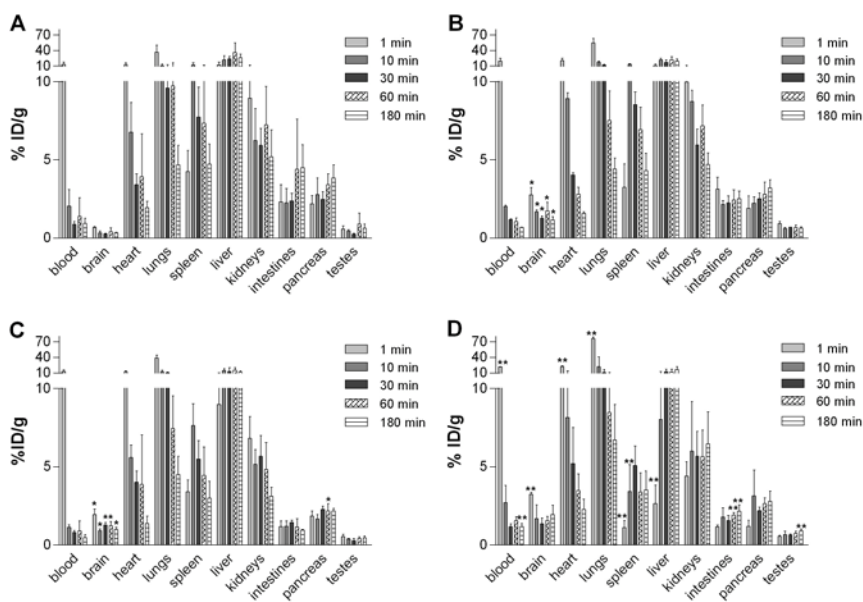 A
70
40
10
10
5
0
% ID/g
1 min
10 min
30 min
60 min
180 min
blood
brain
heart
lungs
spleen
liver
kidneys
intestines
pancreas
testes
B
70
40
10
10
5
0
% ID/g
* * * * *
1 min
10 min
30 min
60 min
180 min
blood
brain
heart
lungs
spleen
liver
kidneys
intestines
pancreas
testes
C
70
40
10
10
5
0
%ID/g
* * ** * *
1 min
10 min
30 min
60 min
180 min
blood
brain
heart
lungs
spleen
liver
kidneys
intestines
pancreas
testes
D
70
40
10
10
5
0
% ID/g
** ** **
** ** ** ** ** ** ** **
1 min
10 min
30 min
60 min
180 min
blood
brain
heart
lungs
spleen
liver
kidneys
intestines
pancreas
testes